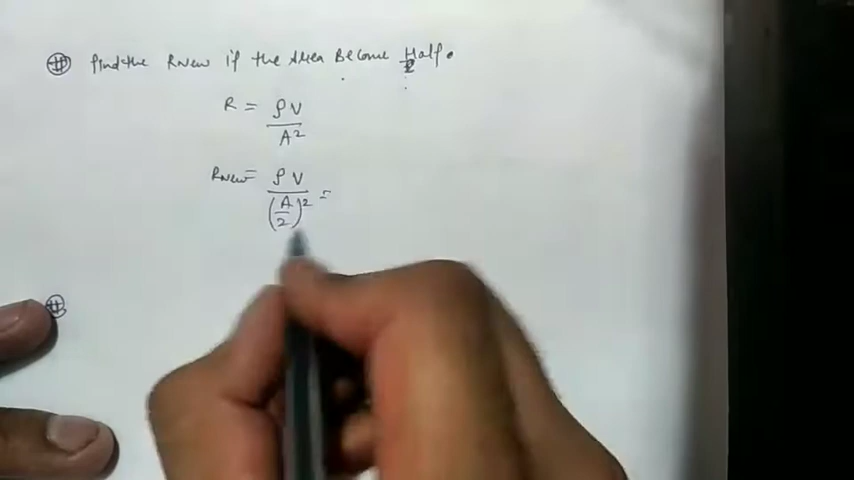 # find the Rnew if the Area Become Half.
R = ρV / A²
Rnew = ρV / (A/2)² =
#